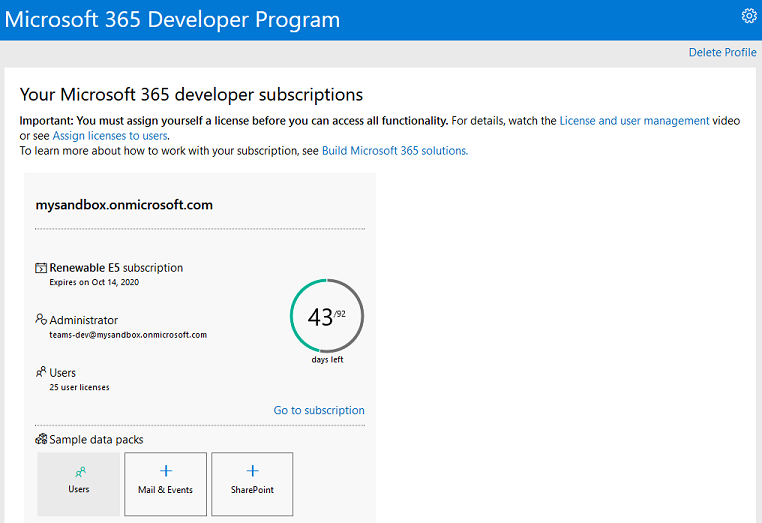 Microsoft 365 Developer Program
Delete Profile
Your Microsoft 365 developer subscriptions
Important: You must assign yourself a license before you can access all functionality. For details, watch the License and user management video
or see Assign licenses to users.
To learn more about how to work with your subscription, see Build Microsoft 365 solutions.
mysandbox.onmicrosoft.com
Renewable E5 subscription
Expires on Oct 14, 2020
43/92
days left
Administrator
teams-dev@mysandbox.onmicrosoft.com
Users
25 user licenses
Go to subscription
Sample data packs
Users
Mail & Events
SharePoint